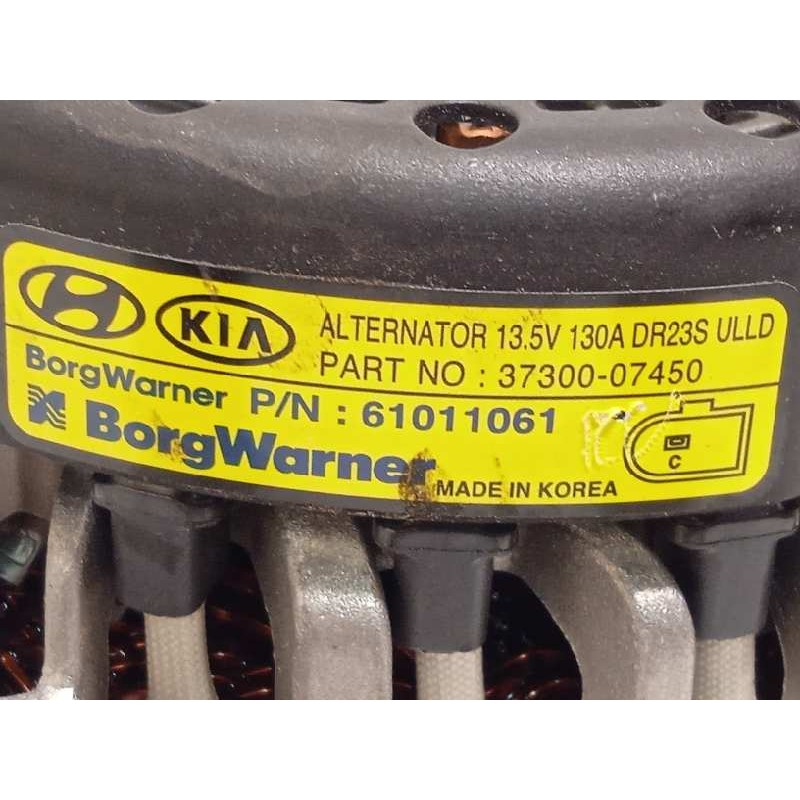 KIA ALTERNATOR 13.5V 130A DR23S ULLD
PART NO : 37300-07450
BorgWarner P/N : 61011061
BorgWarner
C
MADE IN KOREA